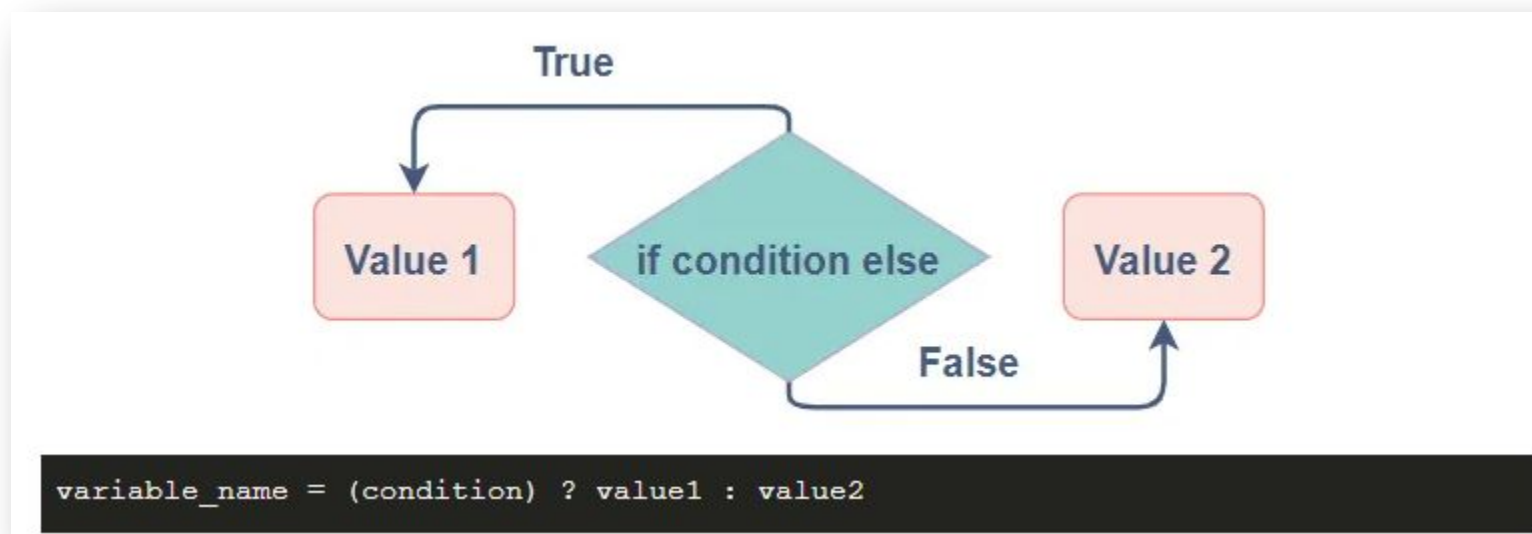 True
Value 1
if condition else
Value 2
False
variable_name = (condition) ? value1 : value2